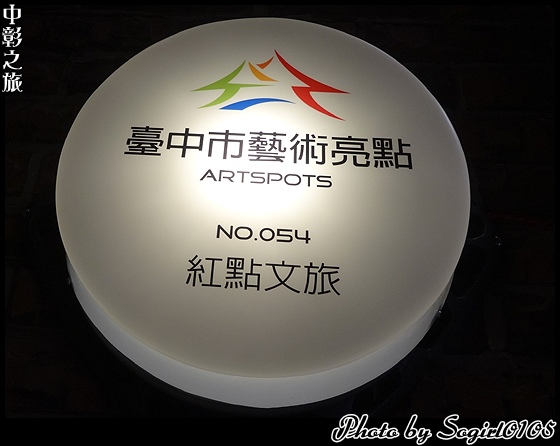 中彰之旅
臺中市藝術亮點
ARTSPOTS
NO.054
紅點文旅
Photo by Sogirl0105